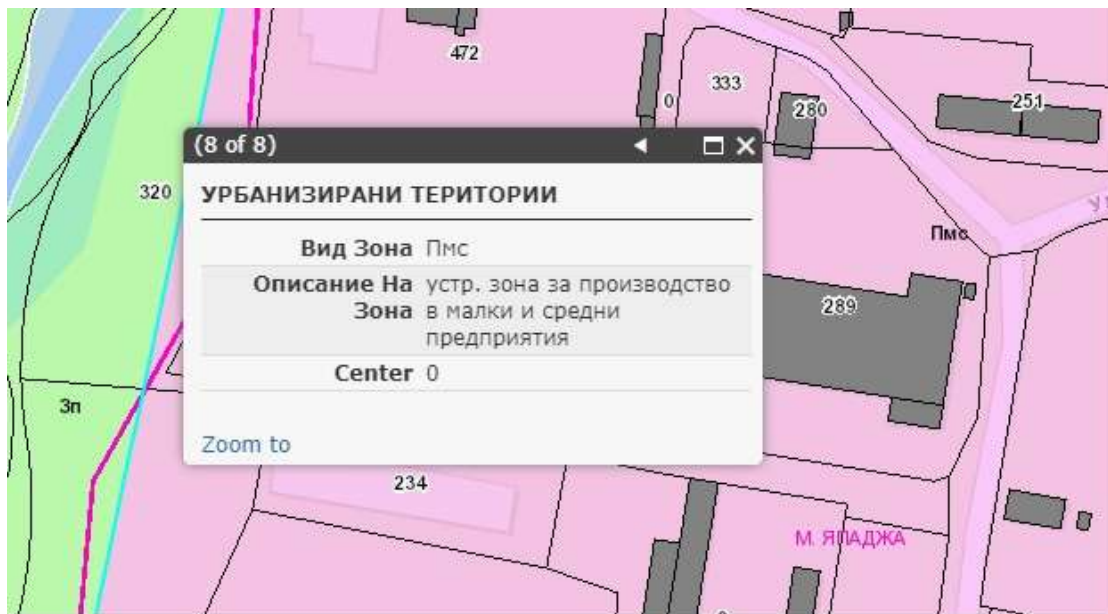 472
333
0
280
251
(8 of 8)
320
УРБАНИЗИРАНИ ТЕРИТОРИИ
Пмс
Вид Зона Пмс
Описание На устр. зона за производство
Зона в малки и средни
предприятия
289
Center 0
Зп
Zoom to
234
М. ЯПАДЖА